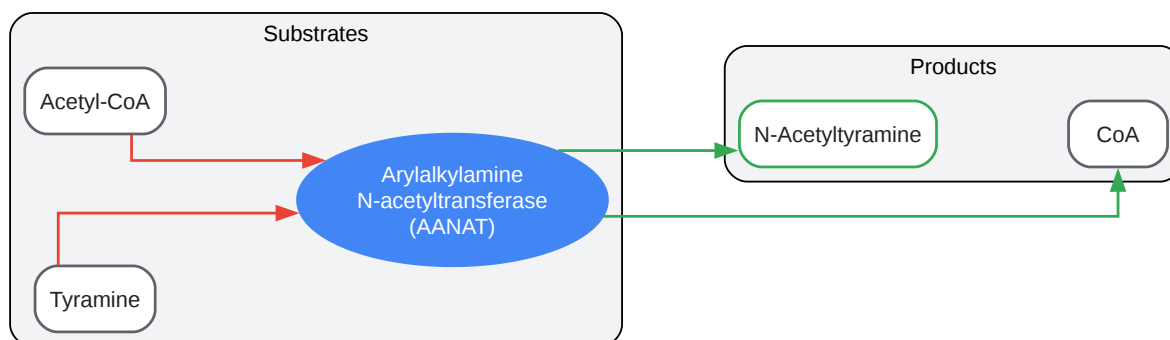 Substrates
Acetyl-CoA
Arylalkylamine
N-acetyltransferase
(AANAT)
Tyramine
Products
N-Acetyltyramine
CoA